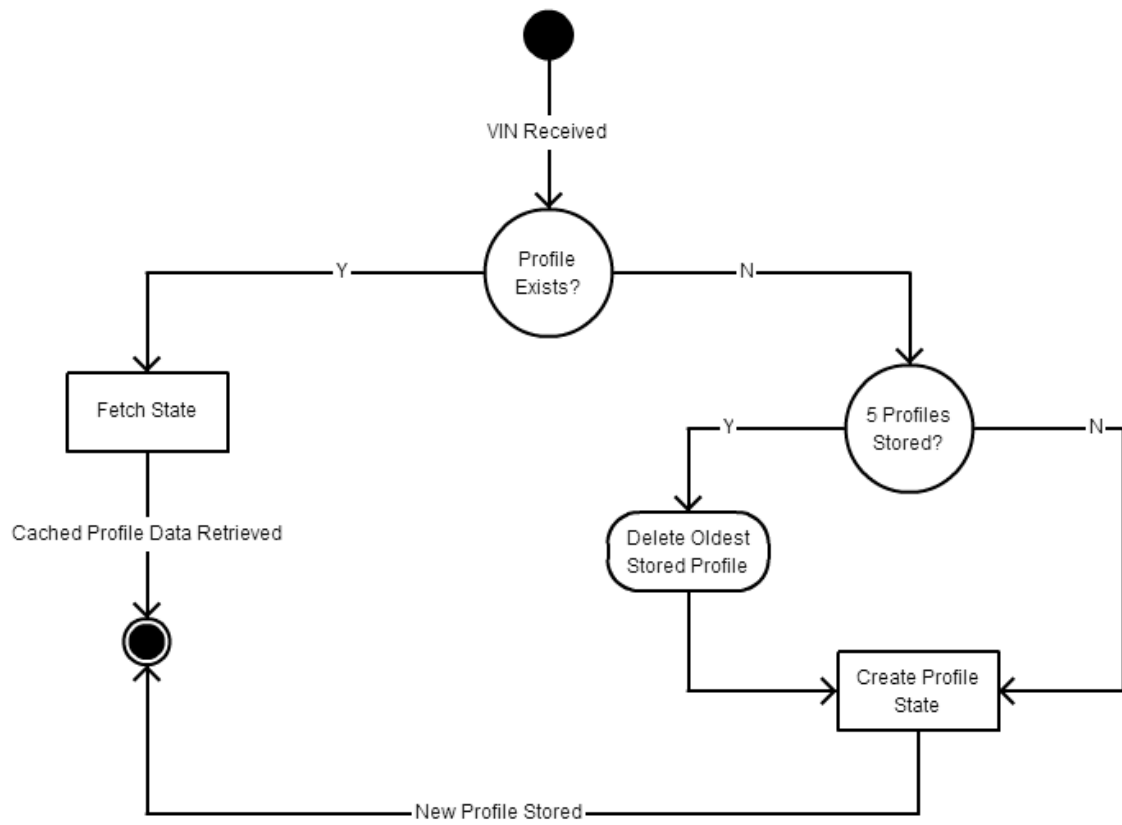 VIN Received
Profile
Exists?
Y
N
Fetch State
5 Profiles
Stored?
Y
N
Cached Profile Data Retrieved
Delete Oldest
Stored Profile
Create Profile
State
New Profile Stored